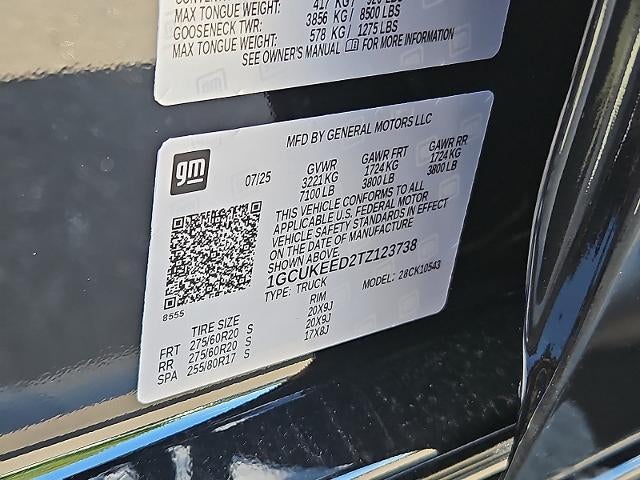 417 KG / 920 LBS
MAX TONGUE WEIGHT: 3856 KG / 8500 LBS
GOOSENECK TWR: 578 KG / 1275 LBS
MAX TONGUE WEIGHT:
SEE OWNER'S MANUAL FOR MORE INFORMATION
MFD BY GENERAL MOTORS LLC
gm
07/25
GVWR GAWR FRT GAWR RR
3221 KG 1724 KG 1724 KG
7100 LB 3800 LB 3800 LB
THIS VEHICLE CONFORMS TO ALL
APPLICABLE U.S. FEDERAL MOTOR
VEHICLE SAFETY STANDARDS IN EFFECT
ON THE DATE OF MANUFACTURE
SHOWN ABOVE
1GCUKEED2TZ123738
TYPE: TRUCK MODEL: 28CK10543
8555
TIRE SIZE RIM
FRT 275/60R20 S 20X9J
RR 275/60R20 S 20X9J
SPA 255/80R17 S 17X8J